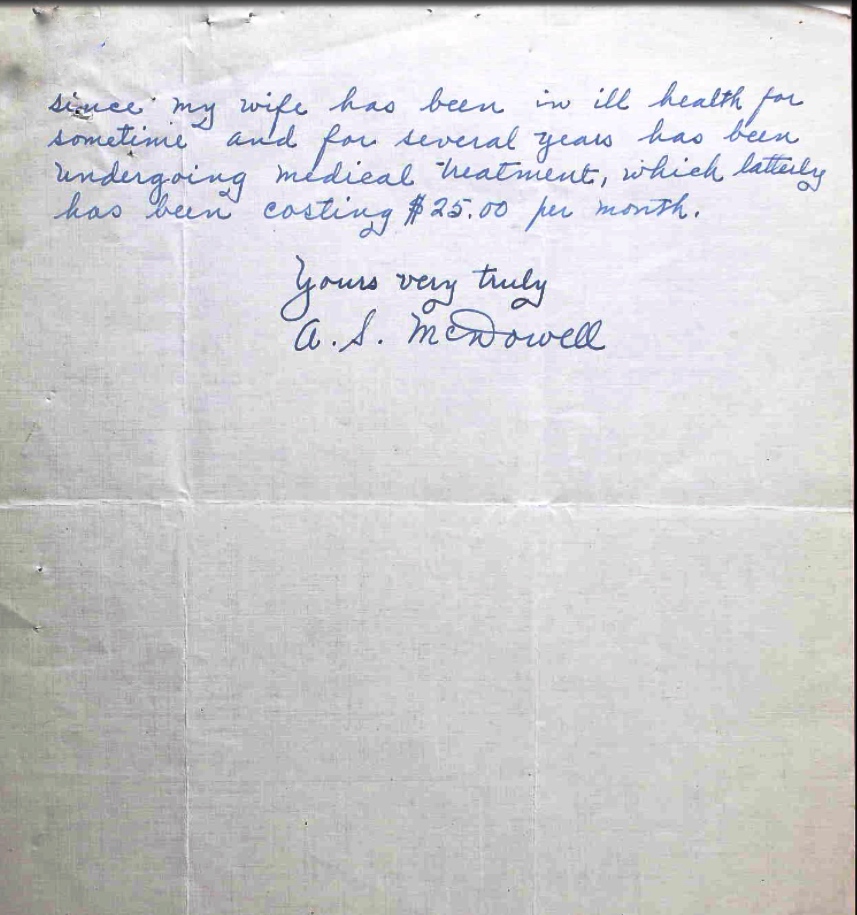 since my wife has been in ill health for
sometime and for several years has been
undergoing medical treatment, which latterly
has been costing $25.00 per month.
Yours very truly
A. S. McDowell